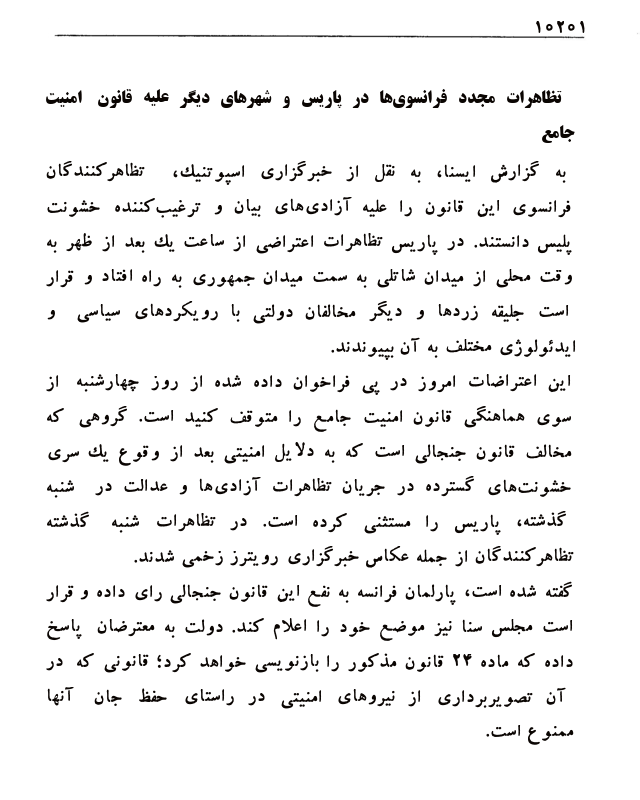 ۱۰۲۰۱
تظاهرات مجدد فرانسوی‌ها در پاریس و شهرهای دیگر علیه قانون امنیت
جامع
به گزارش ایسنا، به نقل از خبرگزاری اسپوتنیك، تظاهرکنندگان
فرانسوی این قانون را علیه آزادی‌های بیان و ترغیب‌کننده خشونت
پلیس دانستند. در پاریس تظاهرات اعتراضی از ساعت یك بعد از ظهر به
وقت محلی از میدان شاتلی به سمت میدان جمهوری به راه افتاد و قرار
است جلیقه زردها و دیگر مخالفان دولتی با رویکردهای سیاسی و
ایدئولوژی مختلف به آن بپیوندند.
این اعتراضات امروز در پی فراخوان داده شده از روز چهارشنبه از
سوی هماهنگی قانون امنیت جامع را متوقف کنید است. گروهی که
مخالف قانون جنجالی است که به دلایل امنیتی بعد از وقوع یك سری
خشونت‌های گسترده در جریان تظاهرات آزادی‌ها و عدالت در شنبه
گذشته، پاریس را مستثنی کرده است. در تظاهرات شنبه گذشته
تظاهرکنندگان از جمله عکاس خبرگزاری رویترز زخمی شدند.
گفته شده است، پارلمان فرانسه به نفع این قانون جنجالی رای داده و قرار
است مجلس سنا نیز موضع خود را اعلام کند. دولت به معترضان پاسخ
داده که ماده ۲۴ قانون مذکور را بازنویسی خواهد کرد؛ قانونی که در
آن تصویربرداری از نیروهای امنیتی در راستای حفظ جان آنها
ممنوع است.